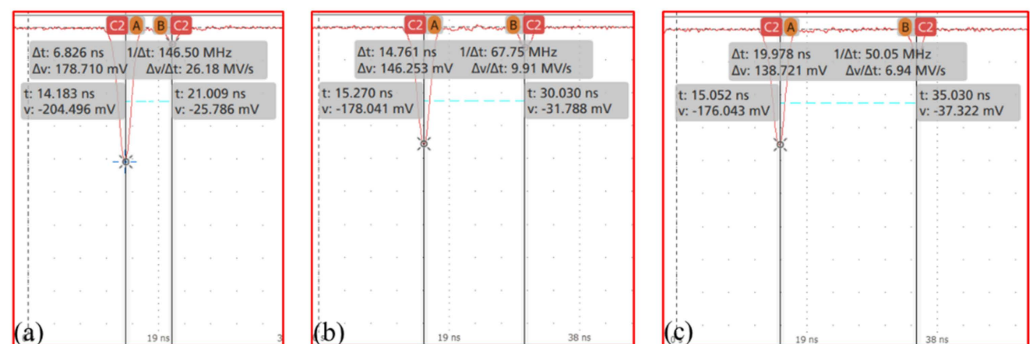 C2 A B C2
Δt: 6.826 ns 1/Δt: 146.50 MHz
Δv: 178.710 mV Δv/Δt: 26.18 MV/s
t: 14.183 ns
v: -204.496 mV
t: 21.009 ns
v: -25.786 mV
(a)
19 ns
3
C2 A B C2
Δt: 14.761 ns 1/Δt: 67.75 MHz
Δv: 146.253 mV Δv/Δt: 9.91 MV/s
t: 15.270 ns
v: -178.041 mV
t: 30.030 ns
v: -31.788 mV
(b)
19 ns
38 ns
C2 A B C2
Δt: 19.978 ns 1/Δt: 50.05 MHz
Δv: 138.721 mV Δv/Δt: 6.94 MV/s
t: 15.052 ns
v: -176.043 mV
t: 35.030 ns
v: -37.322 mV
(c)
19 ns
38 ns